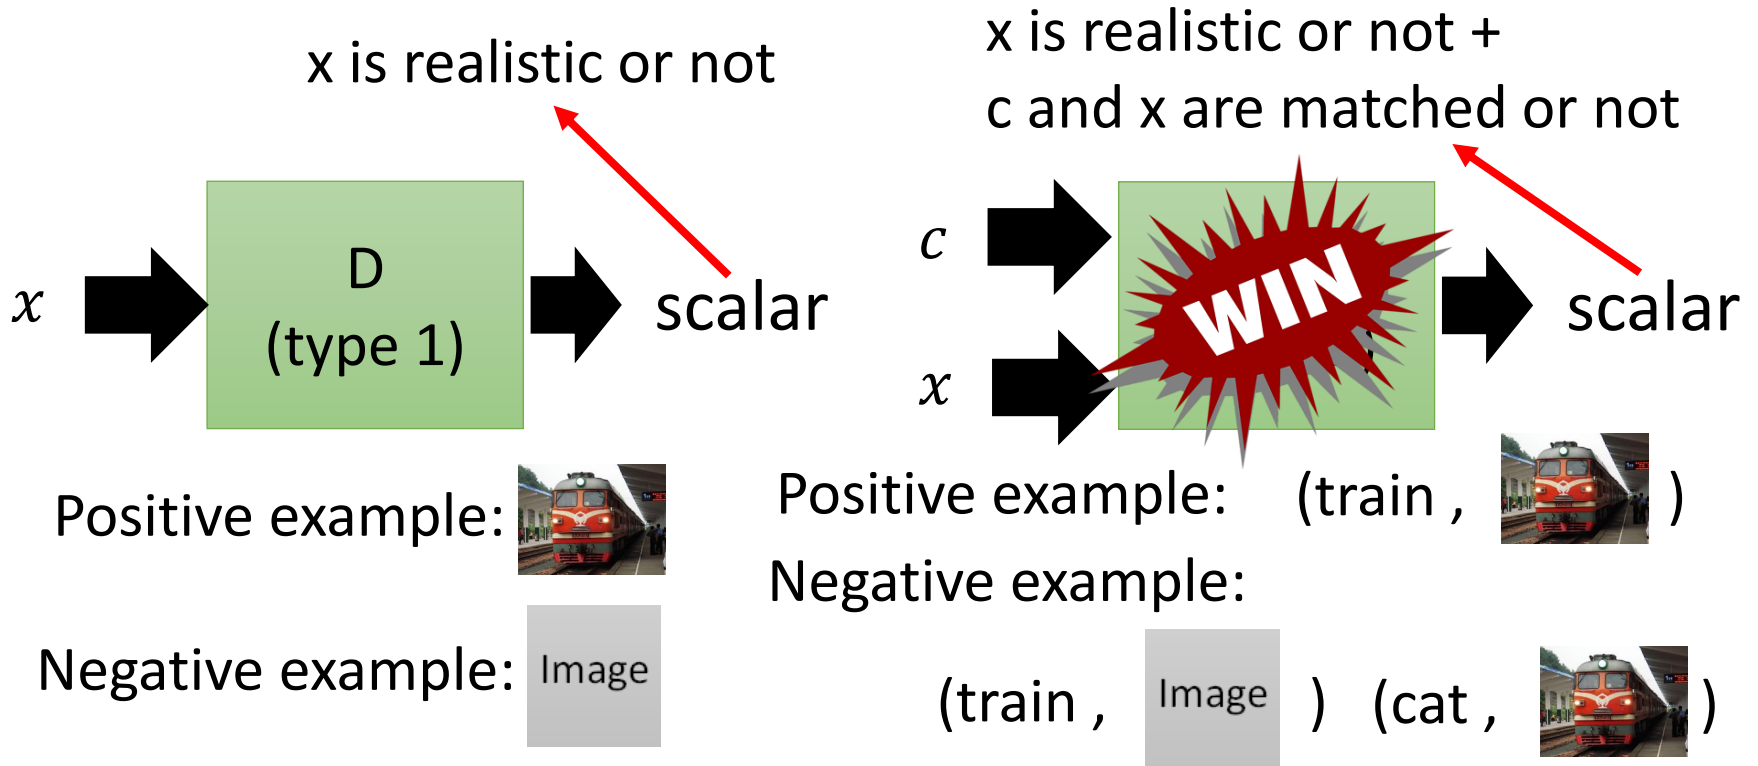 x is realistic or not
x
D
(type 1)
scalar
Positive example:
Negative example:
Image
x is realistic or not +
c and x are matched or not
c
x
WIN
scalar
Positive example: (train , )
Negative example:
(train , Image ) (cat , )